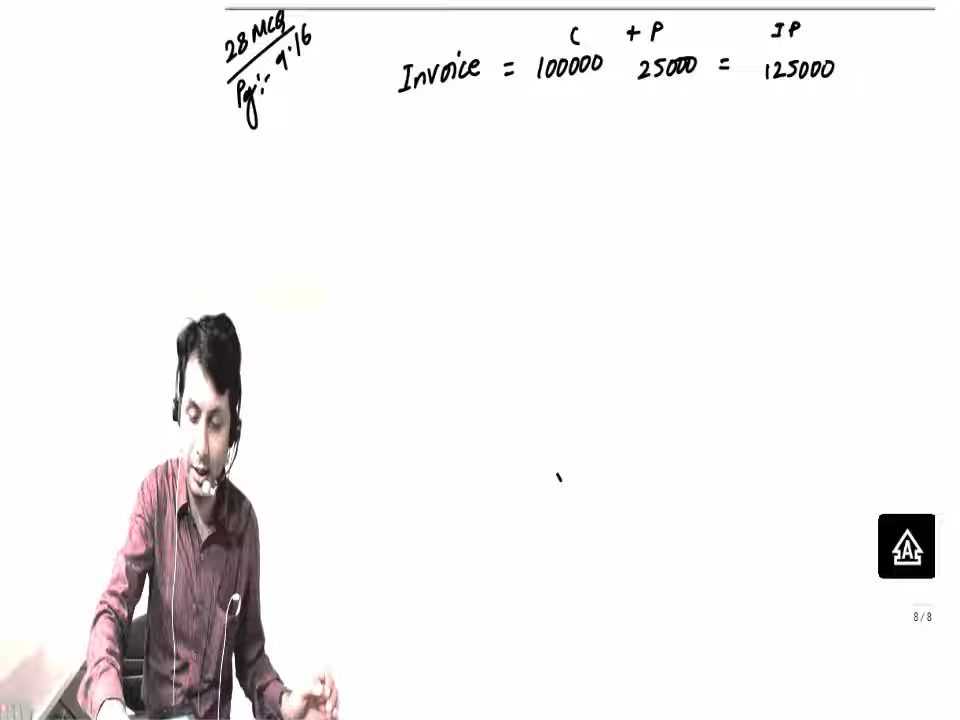 28 MCQ
Pg:- 9.16
C + P IP
Invoice = 100000 25000 = 125000
A
8/8